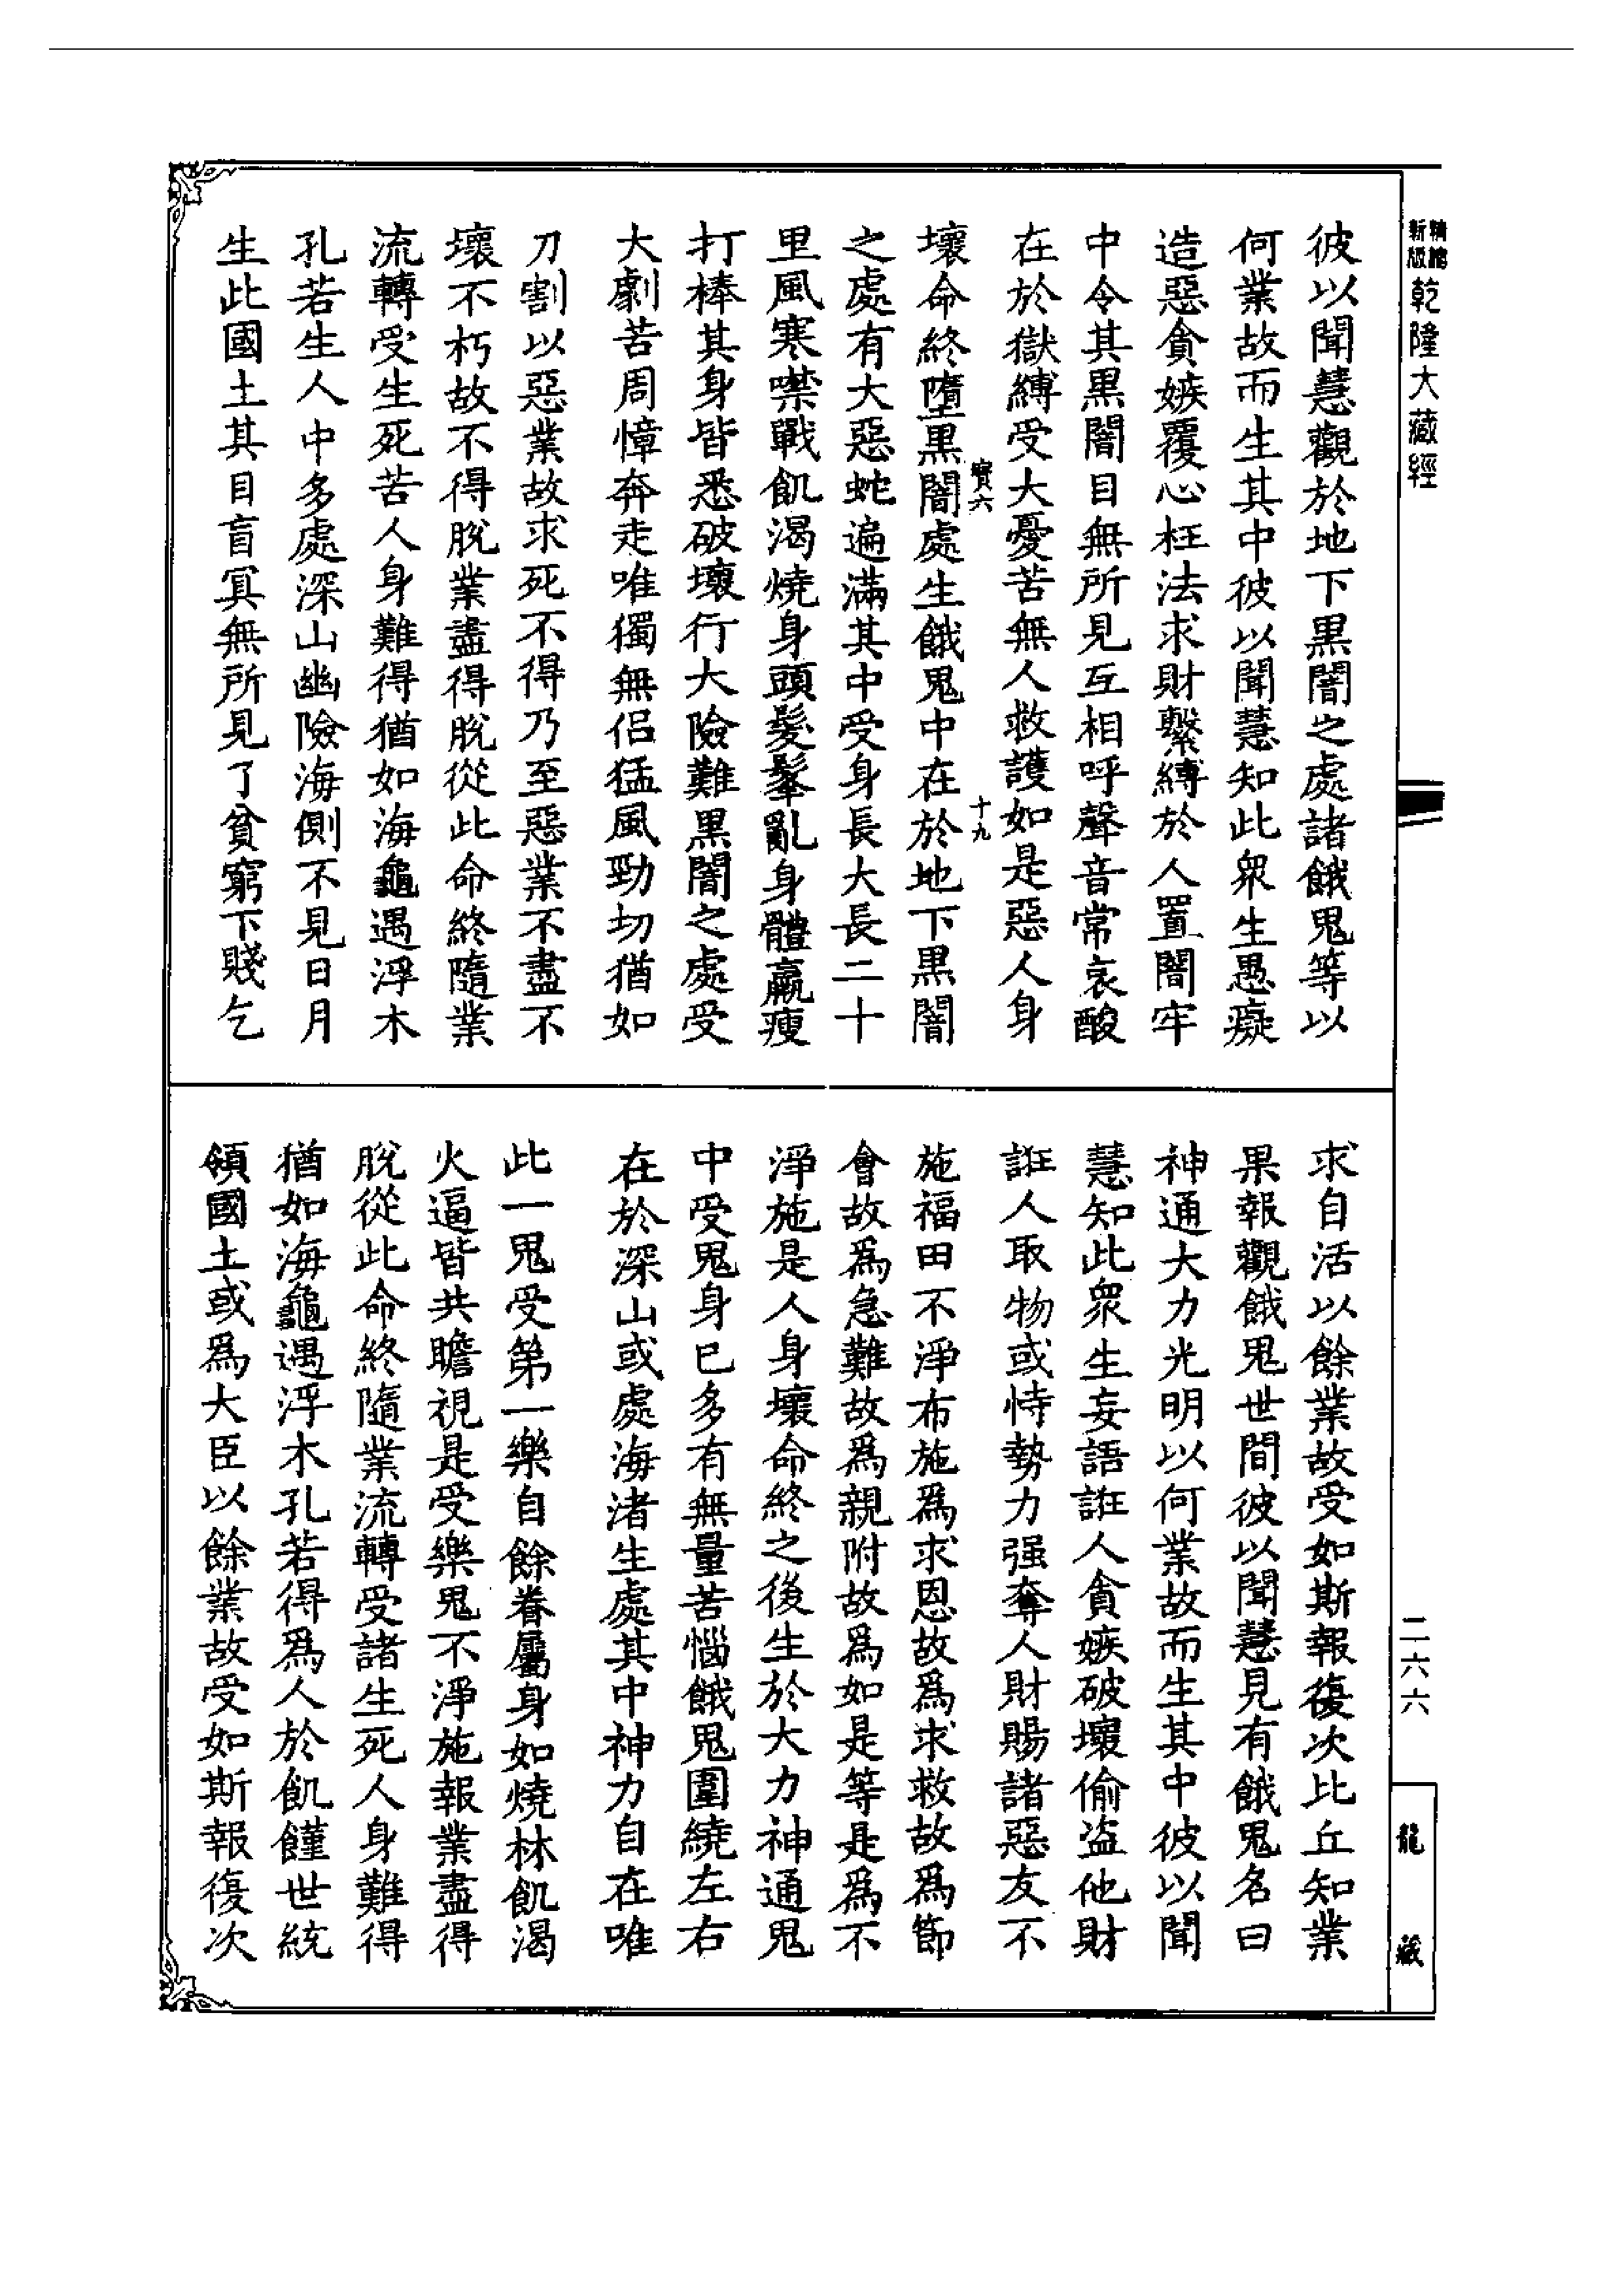 新版
精縮
乾隆大藏經
彼以聞慧觀於地下黒闇之處諸餓鬼等以
何業故而生其中彼以聞慧知此衆生愚癡
造惡貪嫉覆心枉法求財繫縛於人置闇牢
中令其黒闇目無所見互相呼聲音常哀酸
在於獄縛受大憂苦無人救護如是惡人身
寶六
十九
壞命終墮黒闇處生餓鬼中在於地下黒闇
之處有大惡蛇遍滿其中受身長大長二十
里風寒噤戰飢渴燒身頭髮髼亂身體羸瘦
打棒其身皆悉破壞行大險難黒闇之處受
大劇苦周慞奔走唯獨無侣猛風勁切猶如
刀割以惡業故求死不得乃至惡業不盡不
壞不朽故不得脫業盡得脫從此命終隨業
流轉受生死苦人身難得猶如海龜遇浮木
孔若生人中多處深山幽險海側不見日月
生此國土其目盲冥無所見了貧窮下賤乞
求自活以餘業故受如斯報復次比丘知業
果報觀餓鬼世間彼以聞慧見有餓鬼名曰
神通大力光明以何業故而生其中彼以聞
慧知此衆生妄語誑人貪嫉破壞偷盜他財
誑人取物或恃勢力强奪人財賜諸惡友不
施福田不淨布施爲求恩故爲求救故爲節
會故爲急難故爲親附故爲如是等是爲不
淨施是人身壞命終之後生於大力神通鬼
中受鬼身已多有無量苦惱餓鬼圍繞左右
在於深山或處海渚生處其中神力自在唯
此一鬼受第一樂自餘眷屬身如燒林飢渴
火逼皆共瞻視是受樂鬼不淨施報業盡得
脫從此命終隨業流轉受諸生死人身難得
猶如海龜遇浮木孔若得爲人於飢饉世統
領國土或爲大臣以餘業故受如斯報復次
二六六
龍藏